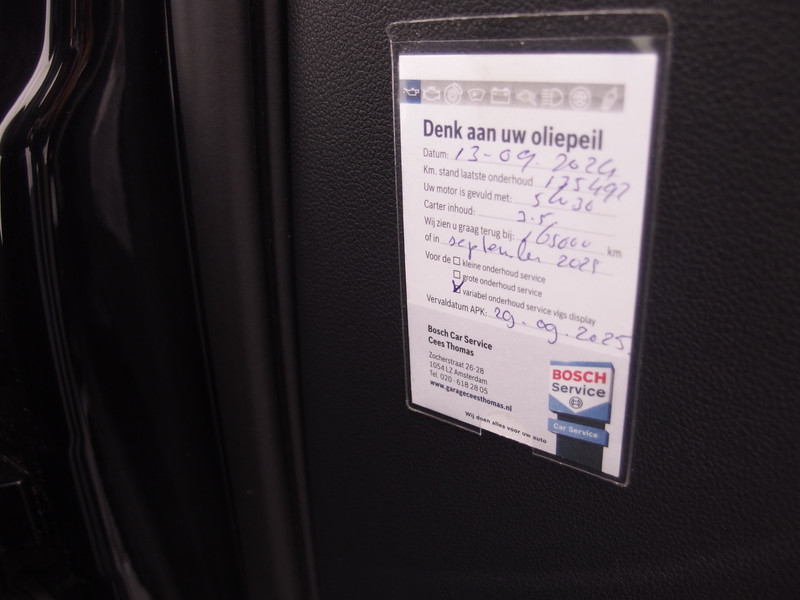 Denk aan uw oliepeil
Datum: 13-09-2024
Km. stand laatste onderhoud 135492
Uw motor is gevuld met: 5W30
Carter inhoud: 3.5
Wij zien u graag terug bij: 165000 km
of in september 2025
Voor de ☐ kleine onderhoud service
☐ grote onderhoud service
☑ variabel onderhoud service vlgs display
Vervaldatum APK: 29-09-2025
Bosch Car Service
Cees Thomas
Zocherstraat 26-28
1054 LZ Amsterdam
Tel. 020 - 618 28 05
www.garageceesthomas.nl
Wij doen alles voor uw auto
BOSCH
Service
Car Service